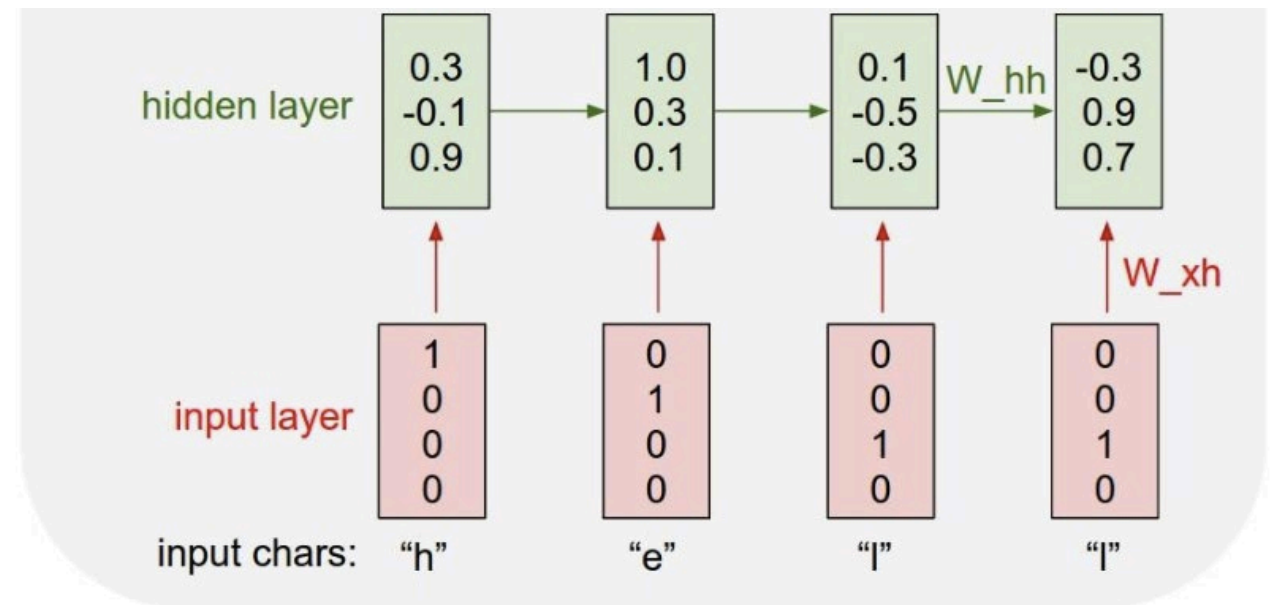 0.3 1.0 0.1 W_hh -0.3
hidden layer -0.1 0.3 -0.5 0.9
0.9 0.1 -0.3 0.7
W_xh
1 0 0 0
0 1 0 0
input layer 0 0 1 1
0 0 0 0
input chars: “h” “e” “l” “l”